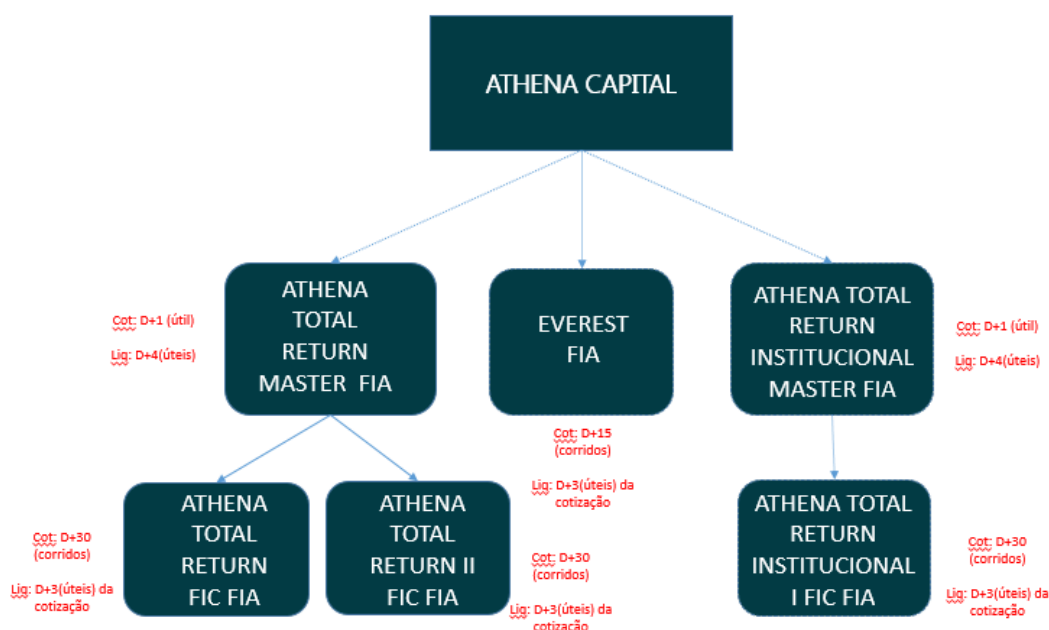 ATHENA CAPITAL
ATHENA
TOTAL
RETURN
MASTER FIA
Cot: D+1 (útil)
Liq: D+4(úteis)
EVEREST
FIA
Cot: D+15
(corridos)
Liq: D+3(úteis) da
cotização
ATHENA TOTAL
RETURN
INSTITUCIONAL
MASTER FIA
Cot: D+1 (útil)
Liq: D+4(úteis)
ATHENA
TOTAL
RETURN
FIC FIA
Cot: D+30
(corridos)
Liq: D+3(úteis) da
cotização
ATHENA
TOTAL
RETURN II
FIC FIA
Cot: D+30
(corridos)
Liq: D+3(úteis) da
cotização
ATHENA TOTAL
RETURN
INSTITUCIONAL
I FIC FIA
Cot: D+30
(corridos)
Liq: D+3(úteis) da
cotização